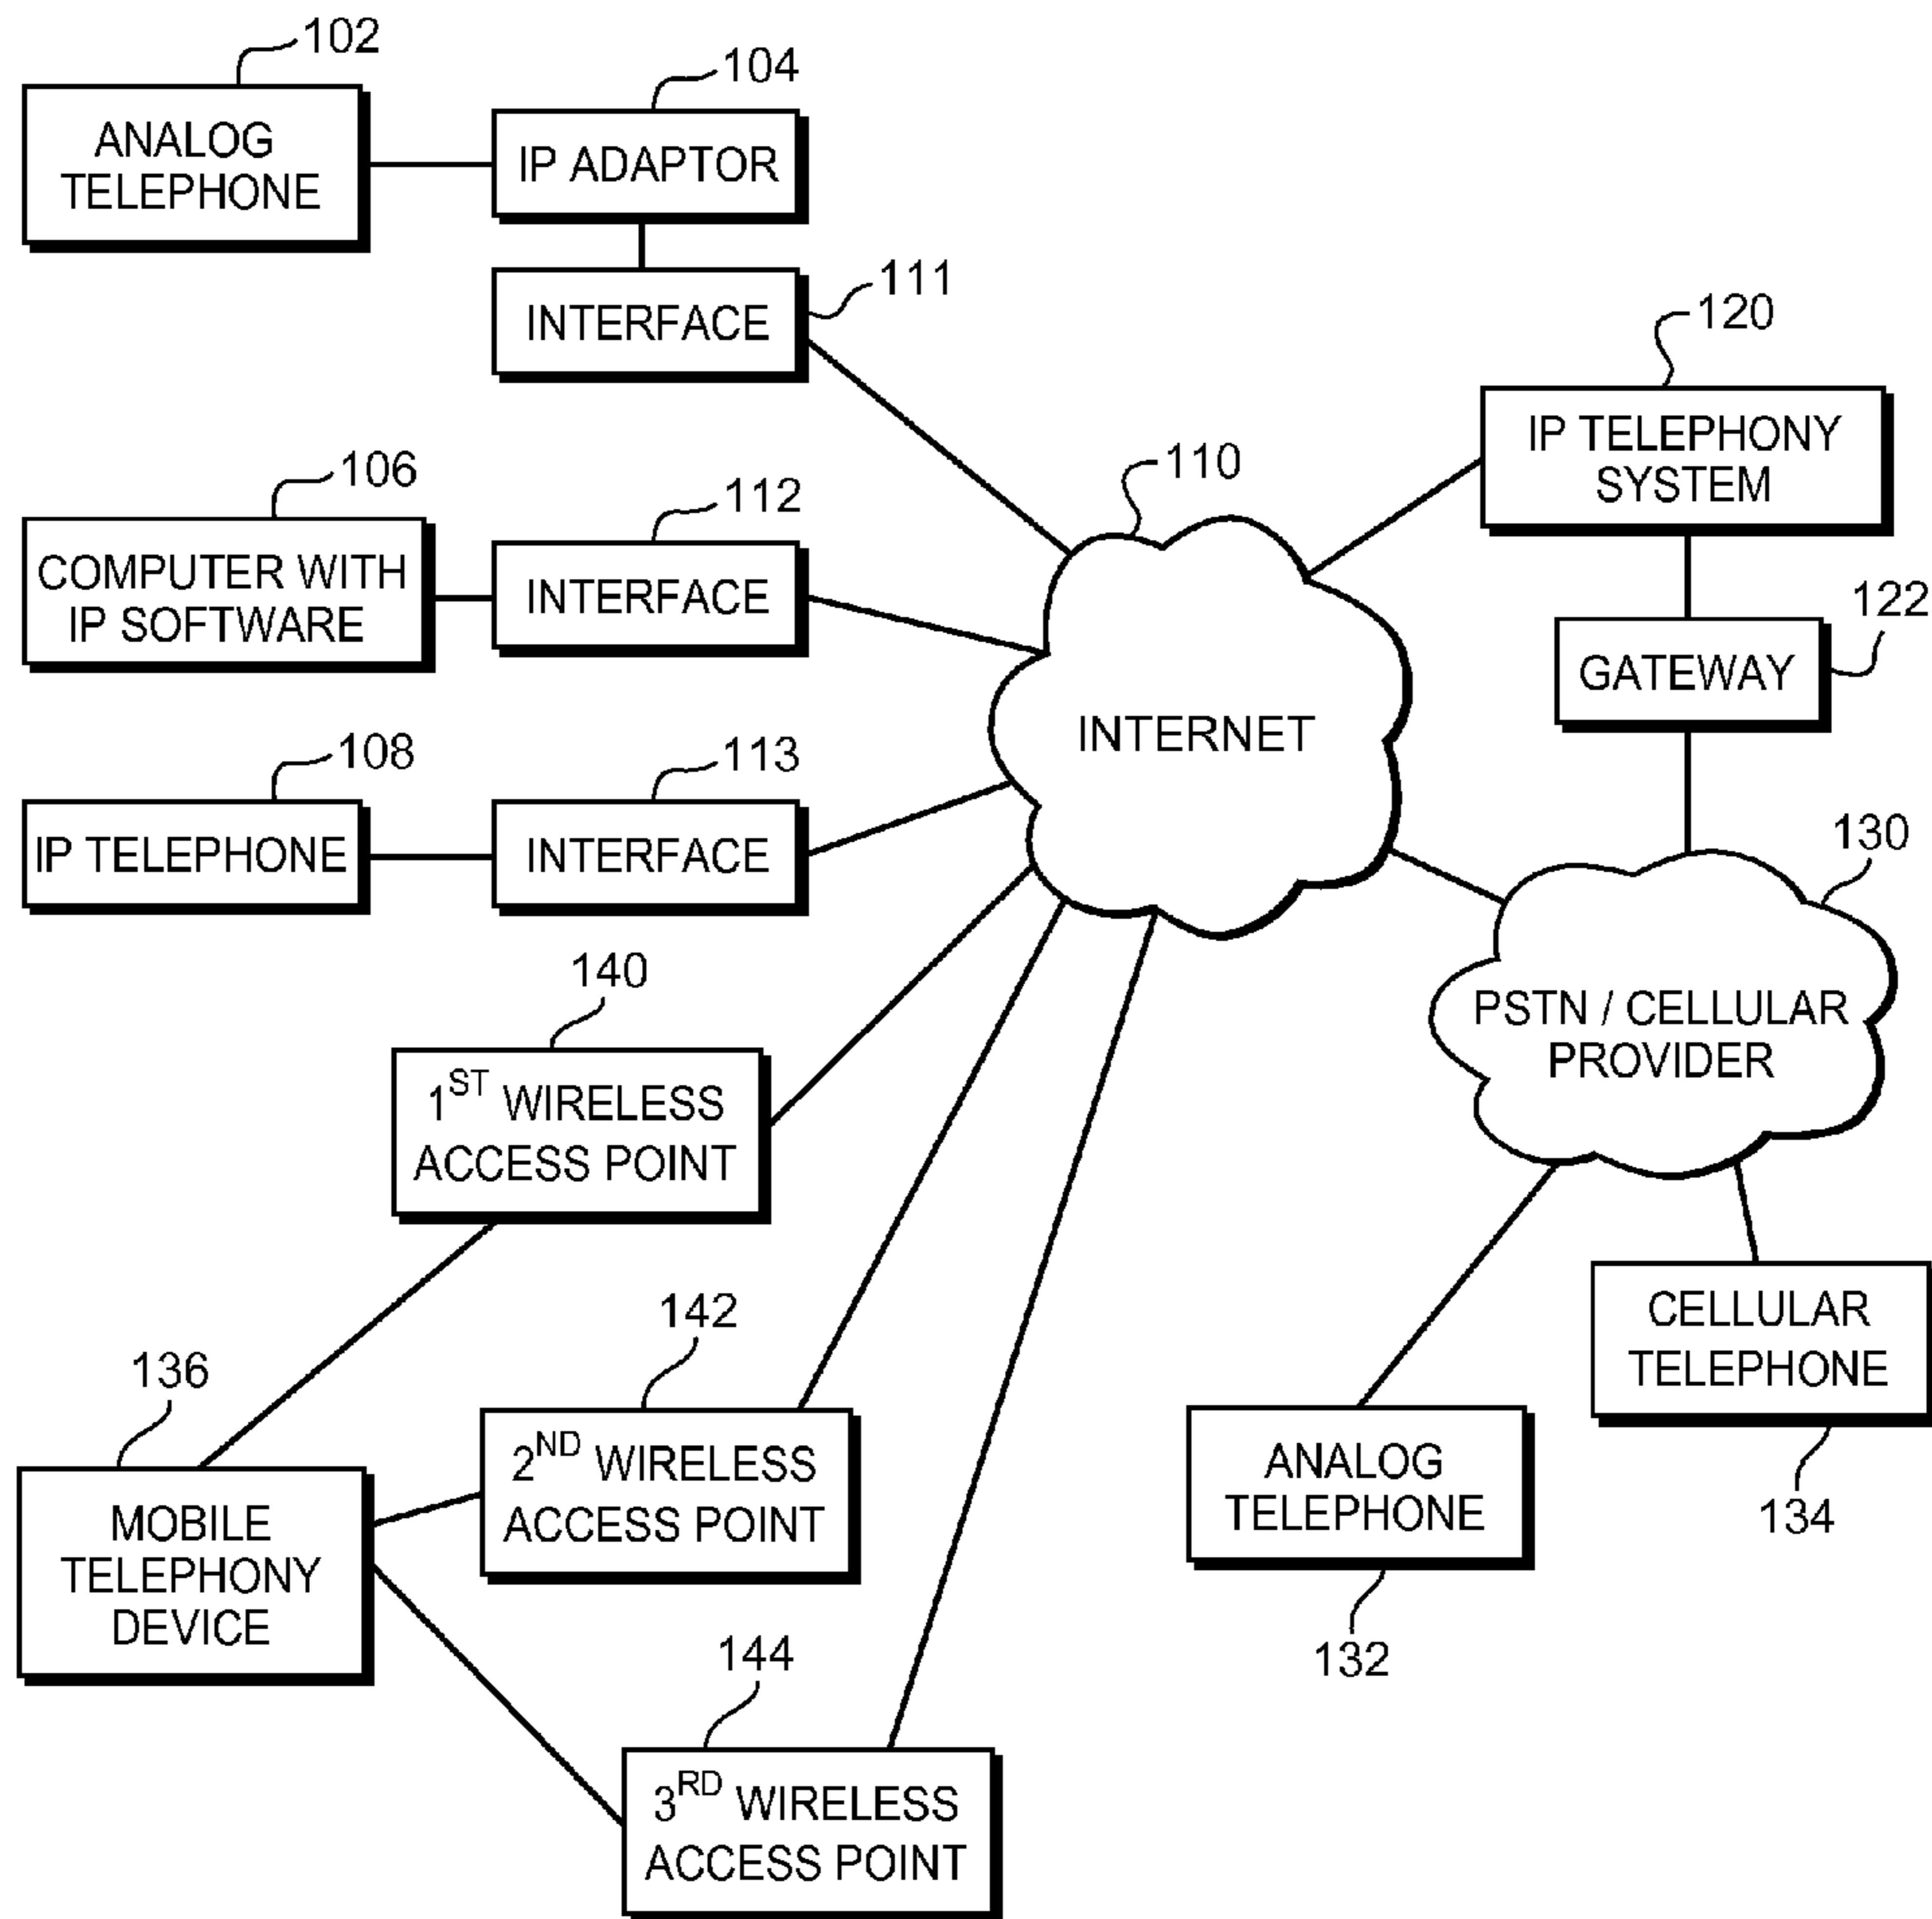 102
ANALOG
TELEPHONE
104
IP ADAPTOR
INTERFACE
111
120
IP TELEPHONY
SYSTEM
106
COMPUTER WITH
IP SOFTWARE
112
INTERFACE
110
INTERNET
122
GATEWAY
108
IP TELEPHONE
113
INTERFACE
130
PSTN / CELLULAR
PROVIDER
140
1ST WIRELESS
ACCESS POINT
142
2ND WIRELESS
ACCESS POINT
136
MOBILE
TELEPHONY
DEVICE
144
3RD WIRELESS
ACCESS POINT
CELLULAR
TELEPHONE
134
ANALOG
TELEPHONE
132